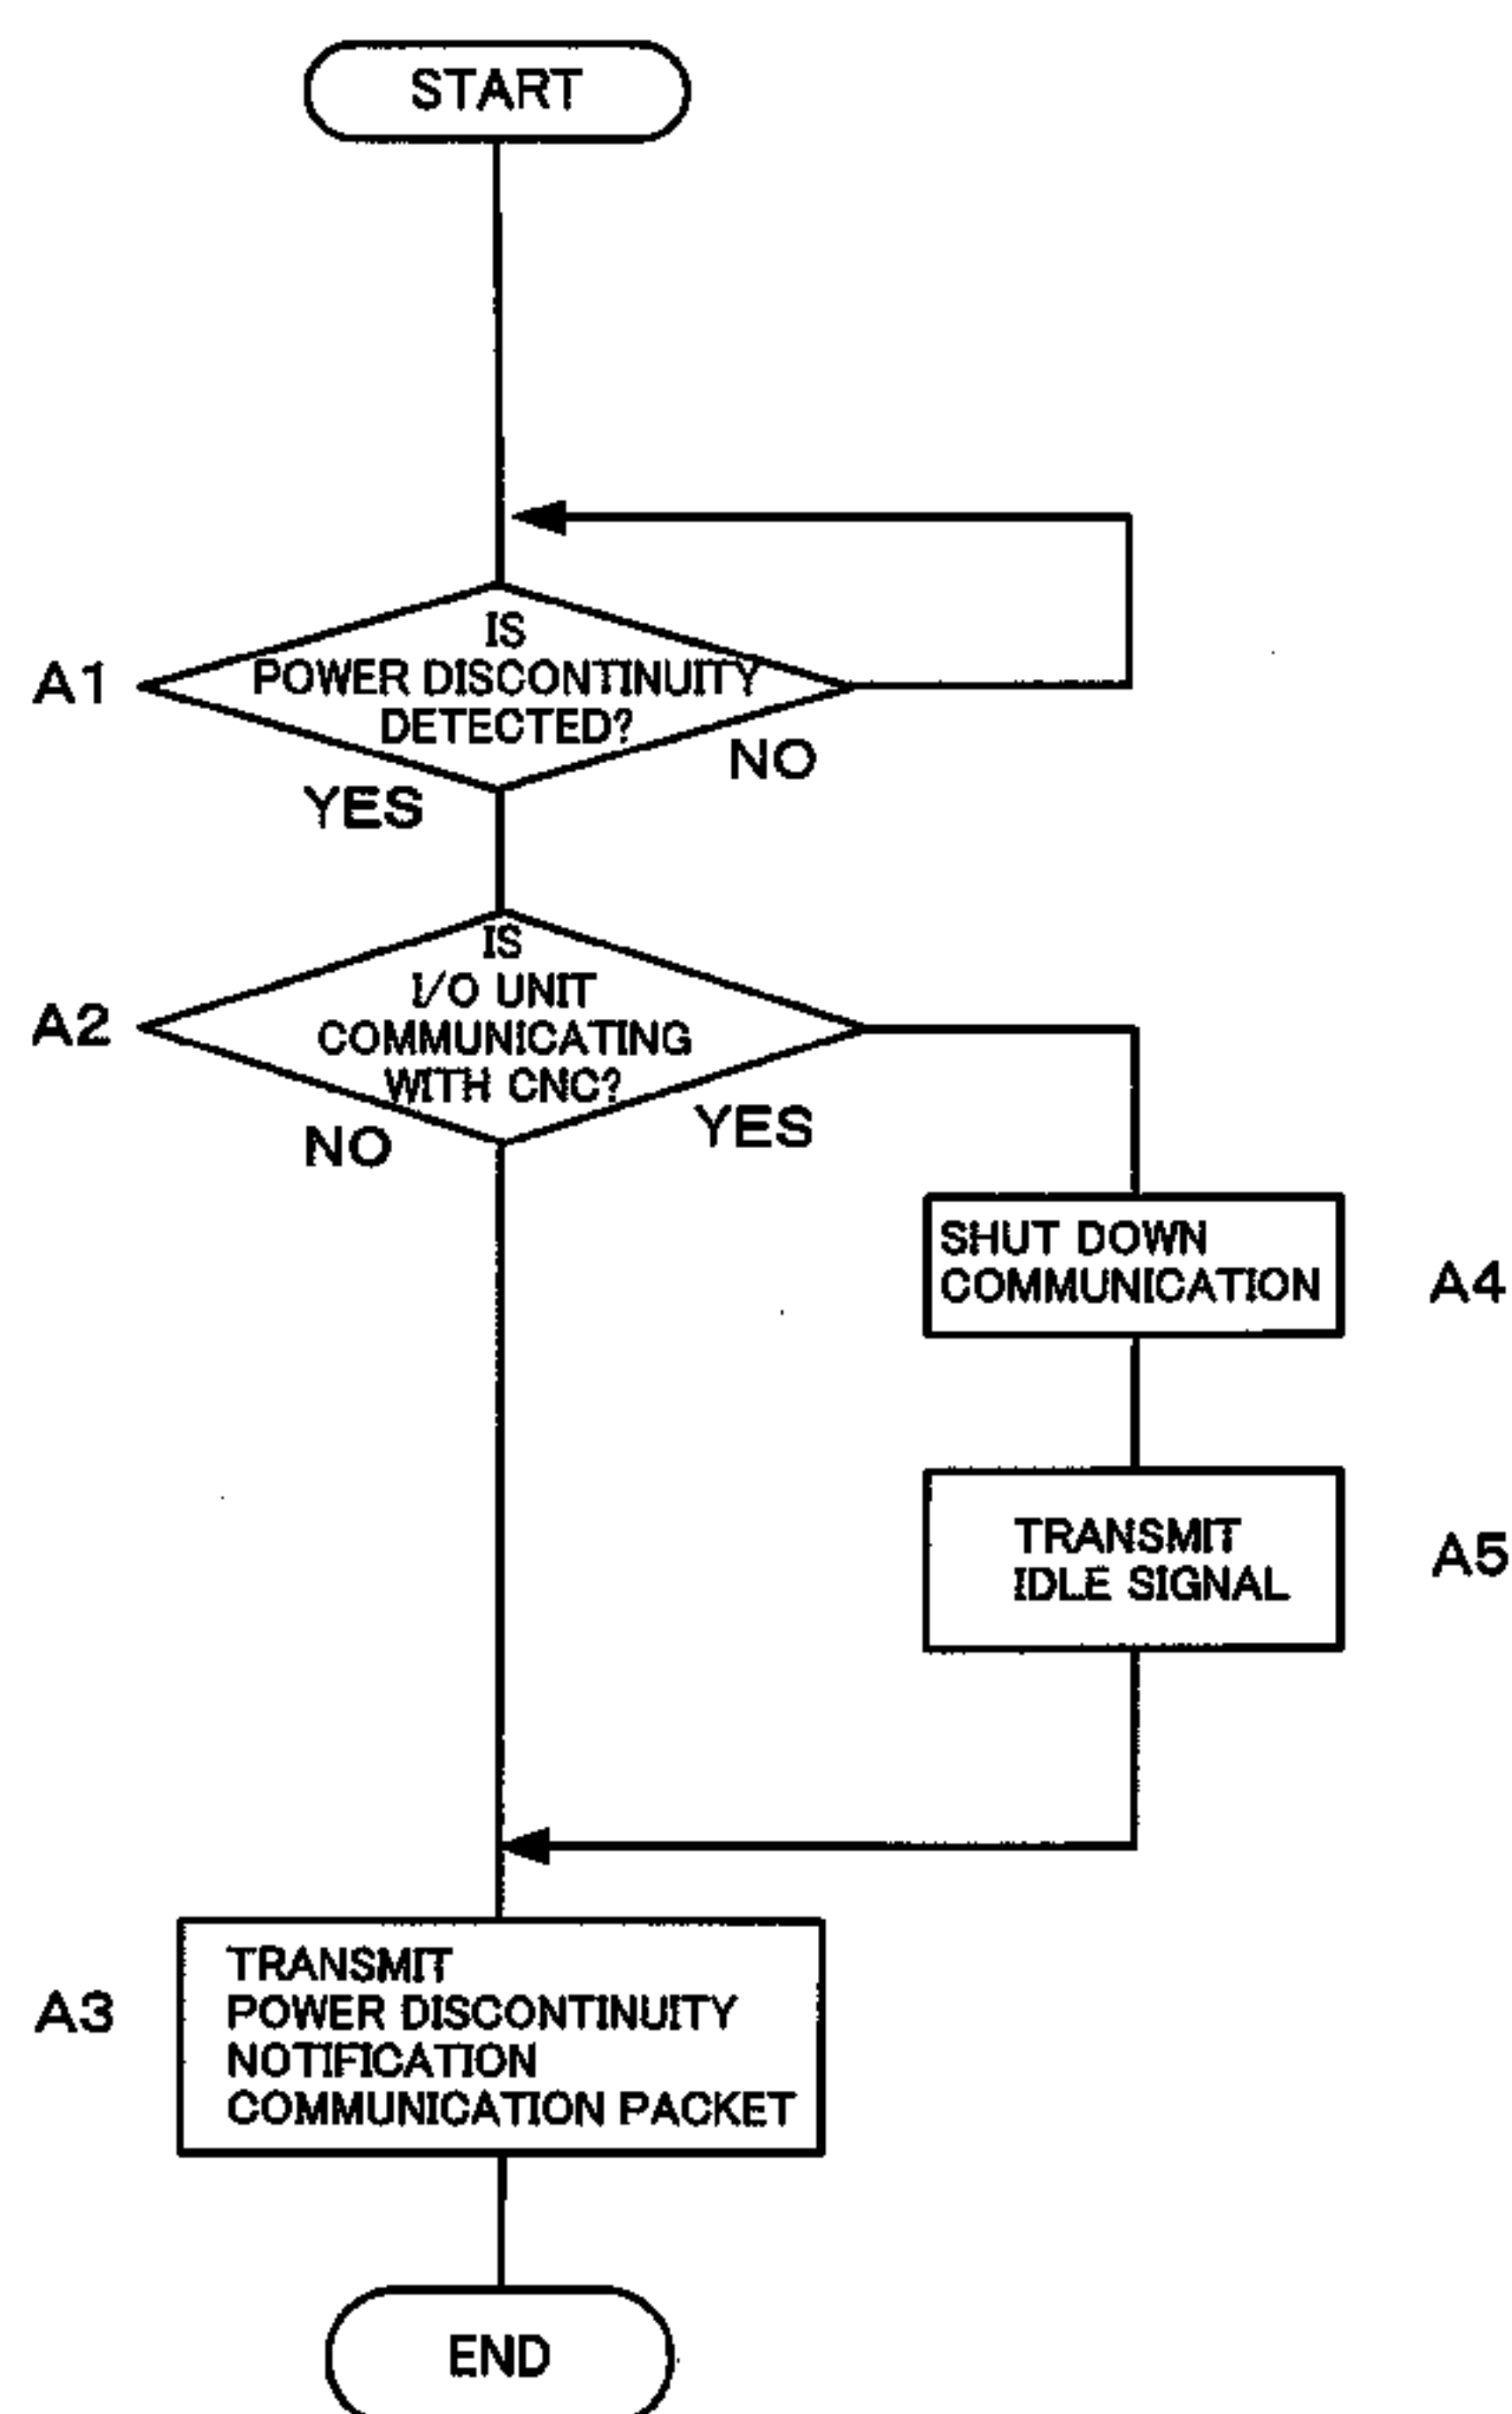 START
IS
POWER DISCONTINUITY
DETECTED?
A1
NO
YES
IS
I/O UNIT
COMMUNICATING
WITH CNC?
A2
YES
NO
SHUT DOWN
COMMUNICATION
A4
TRANSMIT
IDLE SIGNAL
A5
TRANSMIT
POWER DISCONTINUITY
NOTIFICATION
COMMUNICATION PACKET
A3
END